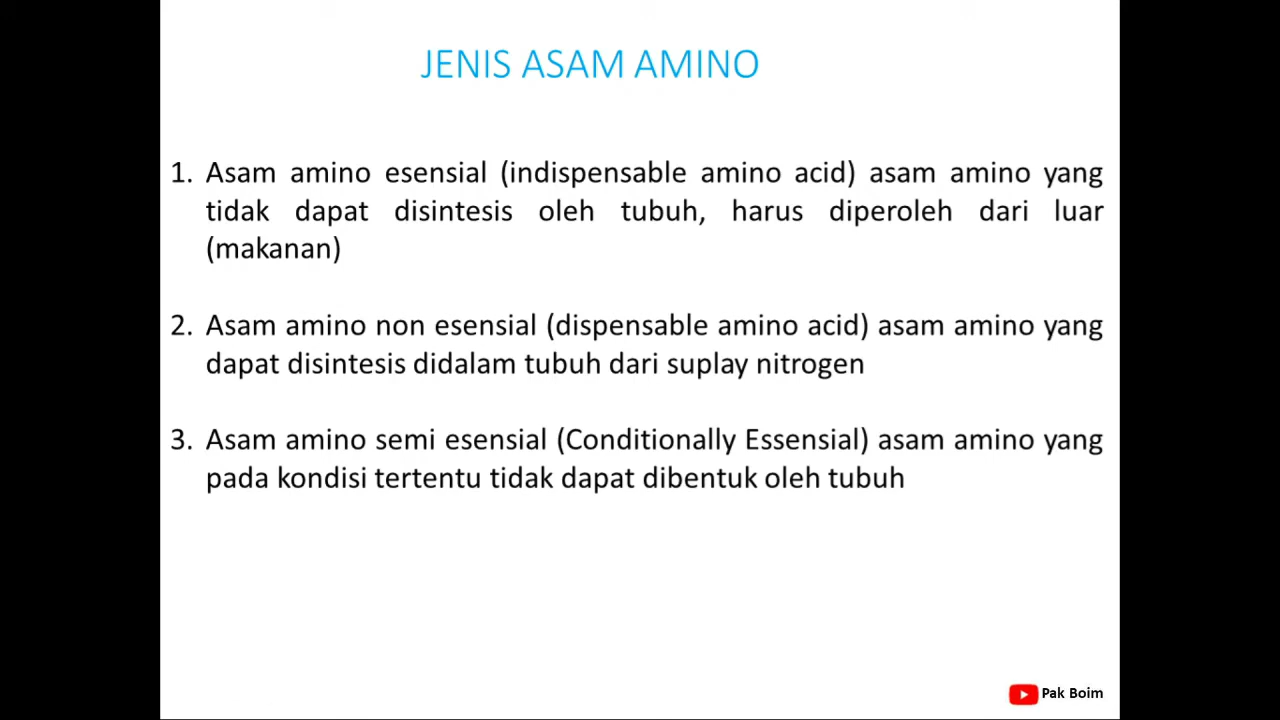 JENIS ASAM AMINO
1. Asam amino esensial (indispensable amino acid) asam amino yang
tidak dapat disintesis oleh tubuh, harus diperoleh dari luar
(makanan)
2. Asam amino non esensial (dispensable amino acid) asam amino yang
dapat disintesis didalam tubuh dari suplay nitrogen
3. Asam amino semi esensial (Conditionally Essensial) asam amino yang
pada kondisi tertentu tidak dapat dibentuk oleh tubuh
Pak Boim